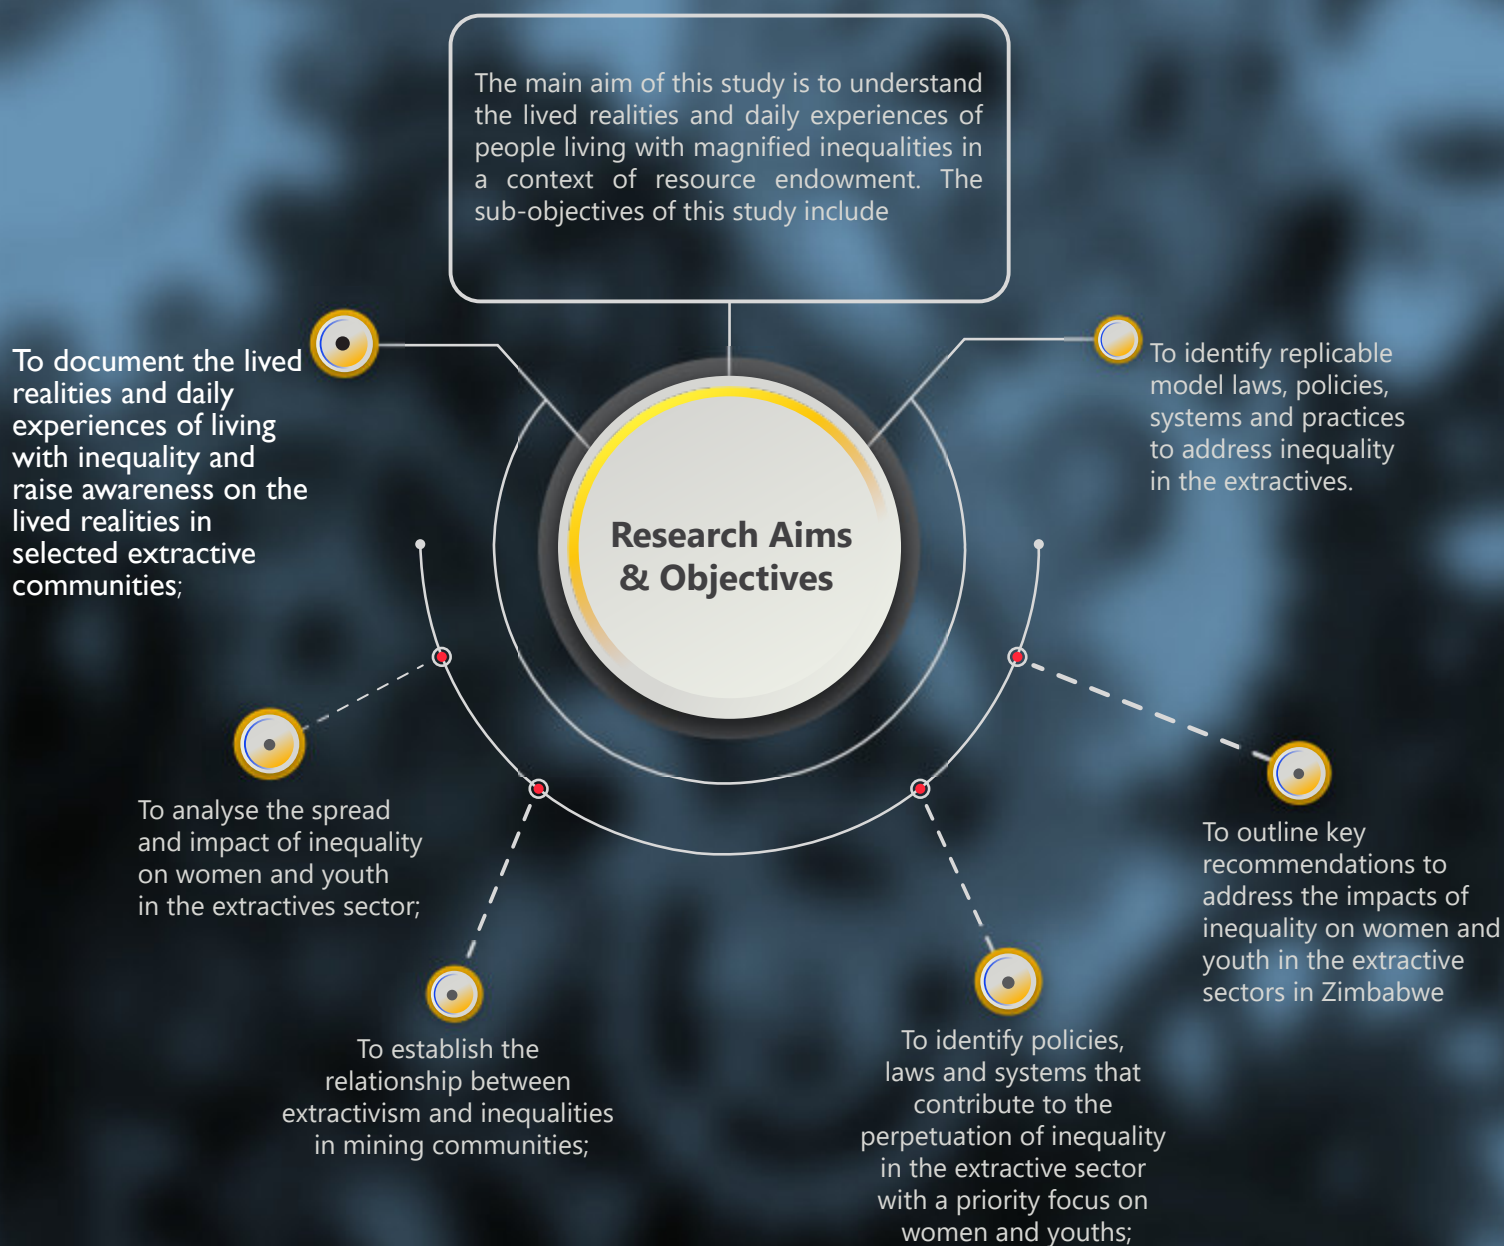 The main aim of this study is to understand
the lived realities and daily experiences of
people living with magnified inequalities in
a context of resource endowment. The
sub-objectives of this study include
Research Aims
& Objectives
To document the lived
realities and daily
experiences of living
with inequality and
raise awareness on the
lived realities in
selected extractive
communities;
To analyse the spread
and impact of inequality
on women and youth
in the extractives sector;
To establish the
relationship between
extractivism and inequalities
in mining communities;
To identify policies,
laws and systems that
contribute to the
perpetuation of inequality
in the extractive sector
with a priority focus on
women and youths;
To outline key
recommendations to
address the impacts of
inequality on women and
youth in the extractive
sectors in Zimbabwe
To identify replicable
model laws, policies,
systems and practices
to address inequality
in the extractives.